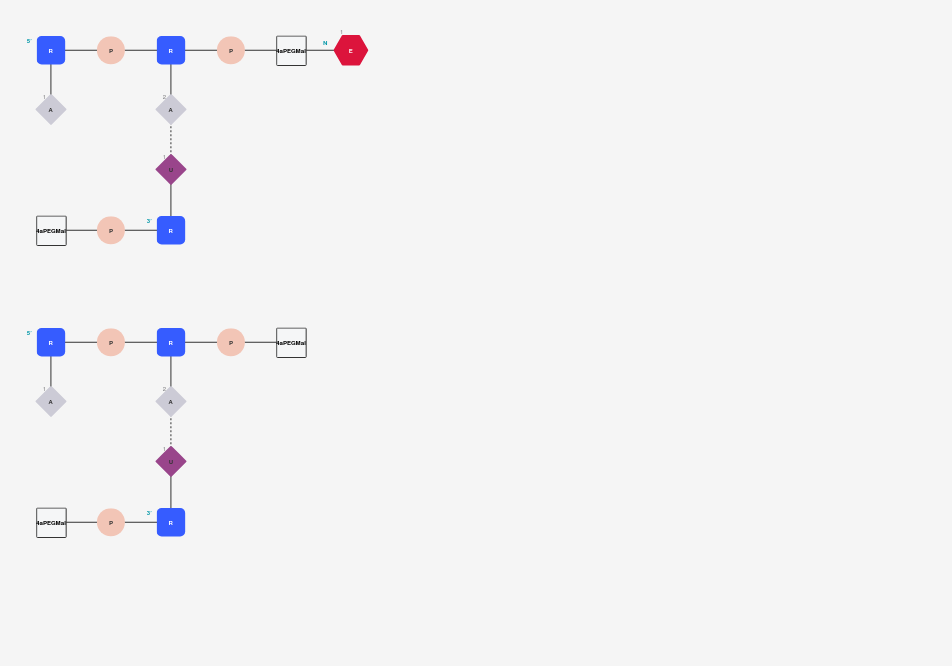 5' R P R P 4aPEGMal N 1 E
1 A 2 A
1 U
4aPEGMal P 3' R
5' R P R P 4aPEGMal
1 A 2 A
1 U
4aPEGMal P 3' R